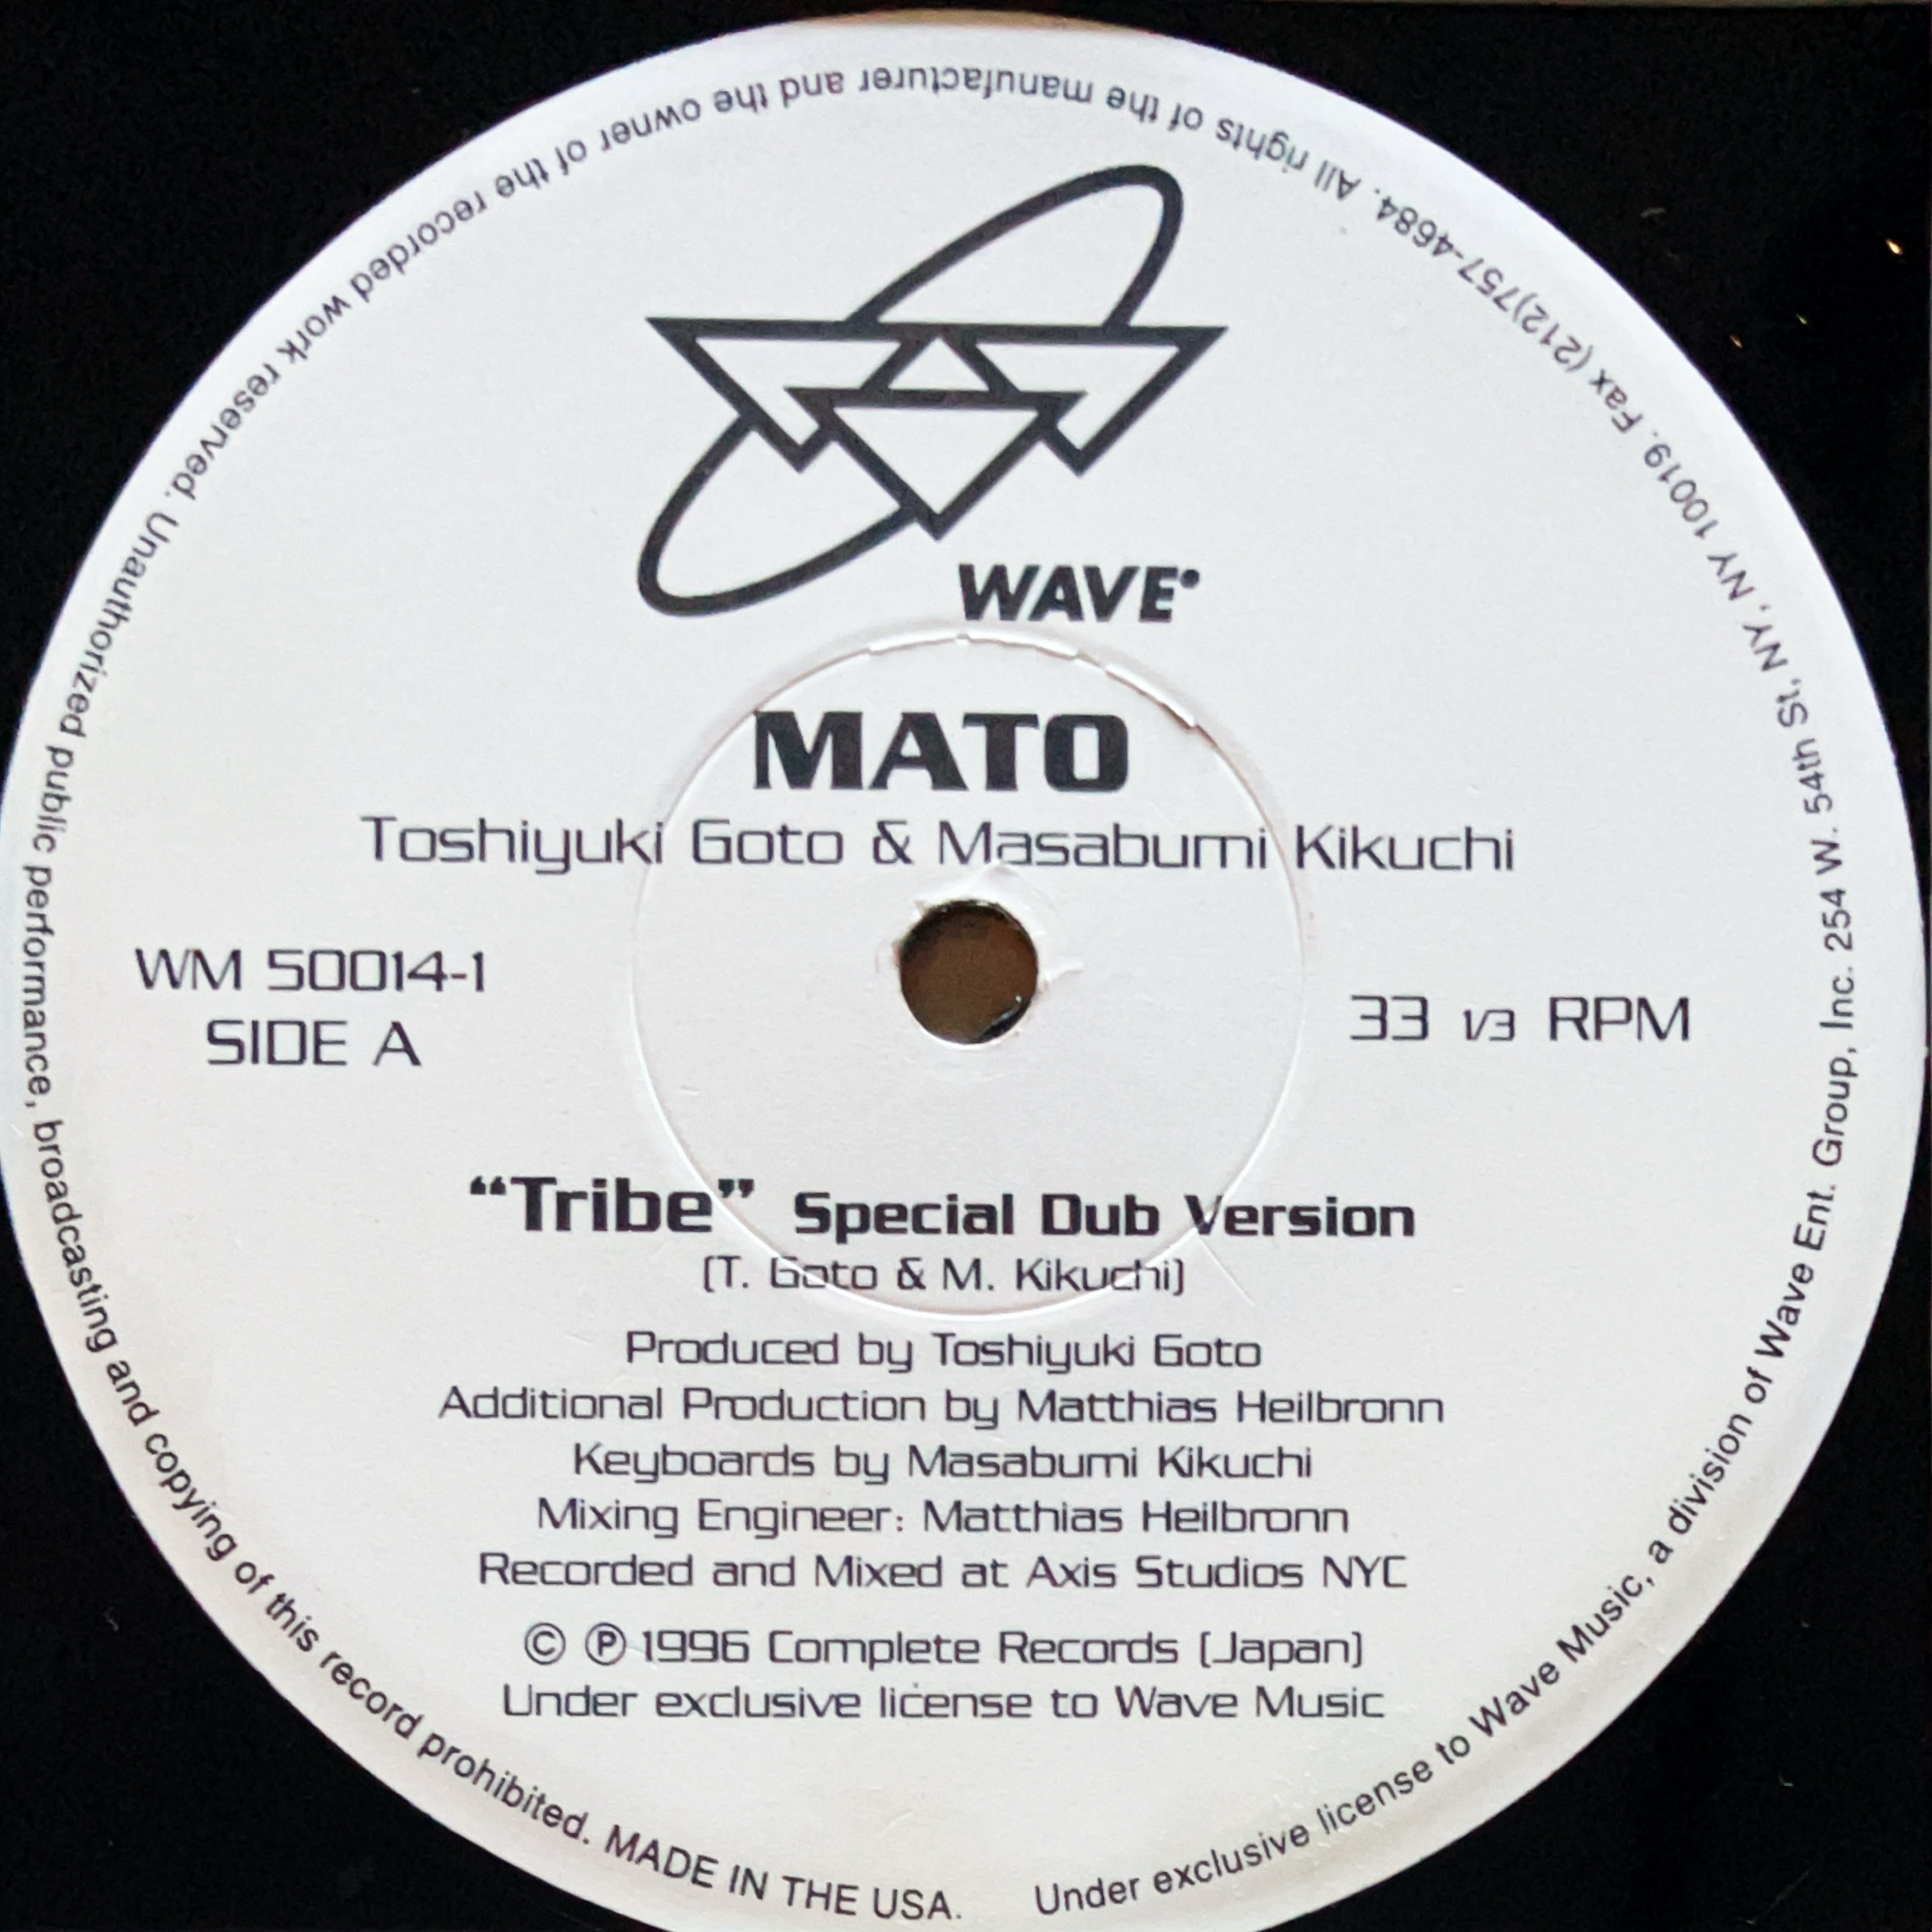 WAVE
MATO
Toshiyuki Goto & Masabumi Kikuchi
WM 50014-1
SIDE A
33 1/3 RPM
“Tribe” Special Dub Version
(T. Goto & M. Kikuchi)
Produced by Toshiyuki Goto
Additional Production by Matthias Heilbronn
Keyboards by Masabumi Kikuchi
Mixing Engineer: Matthias Heilbronn
Recorded and Mixed at Axis Studios NYC
© ℗ 1996 Complete Records (Japan)
Under exclusive license to Wave Music
Under exclusive license to Wave Music, a division of Wave Ent. Group, Inc. 254 W. 54th St, NY, NY 10019. Fax (212)757-4684. All rights of the manufacturer and the owner of the recorded work reserved. Unauthorized public performance, broadcasting and copying of this record prohibited. MADE IN THE USA.